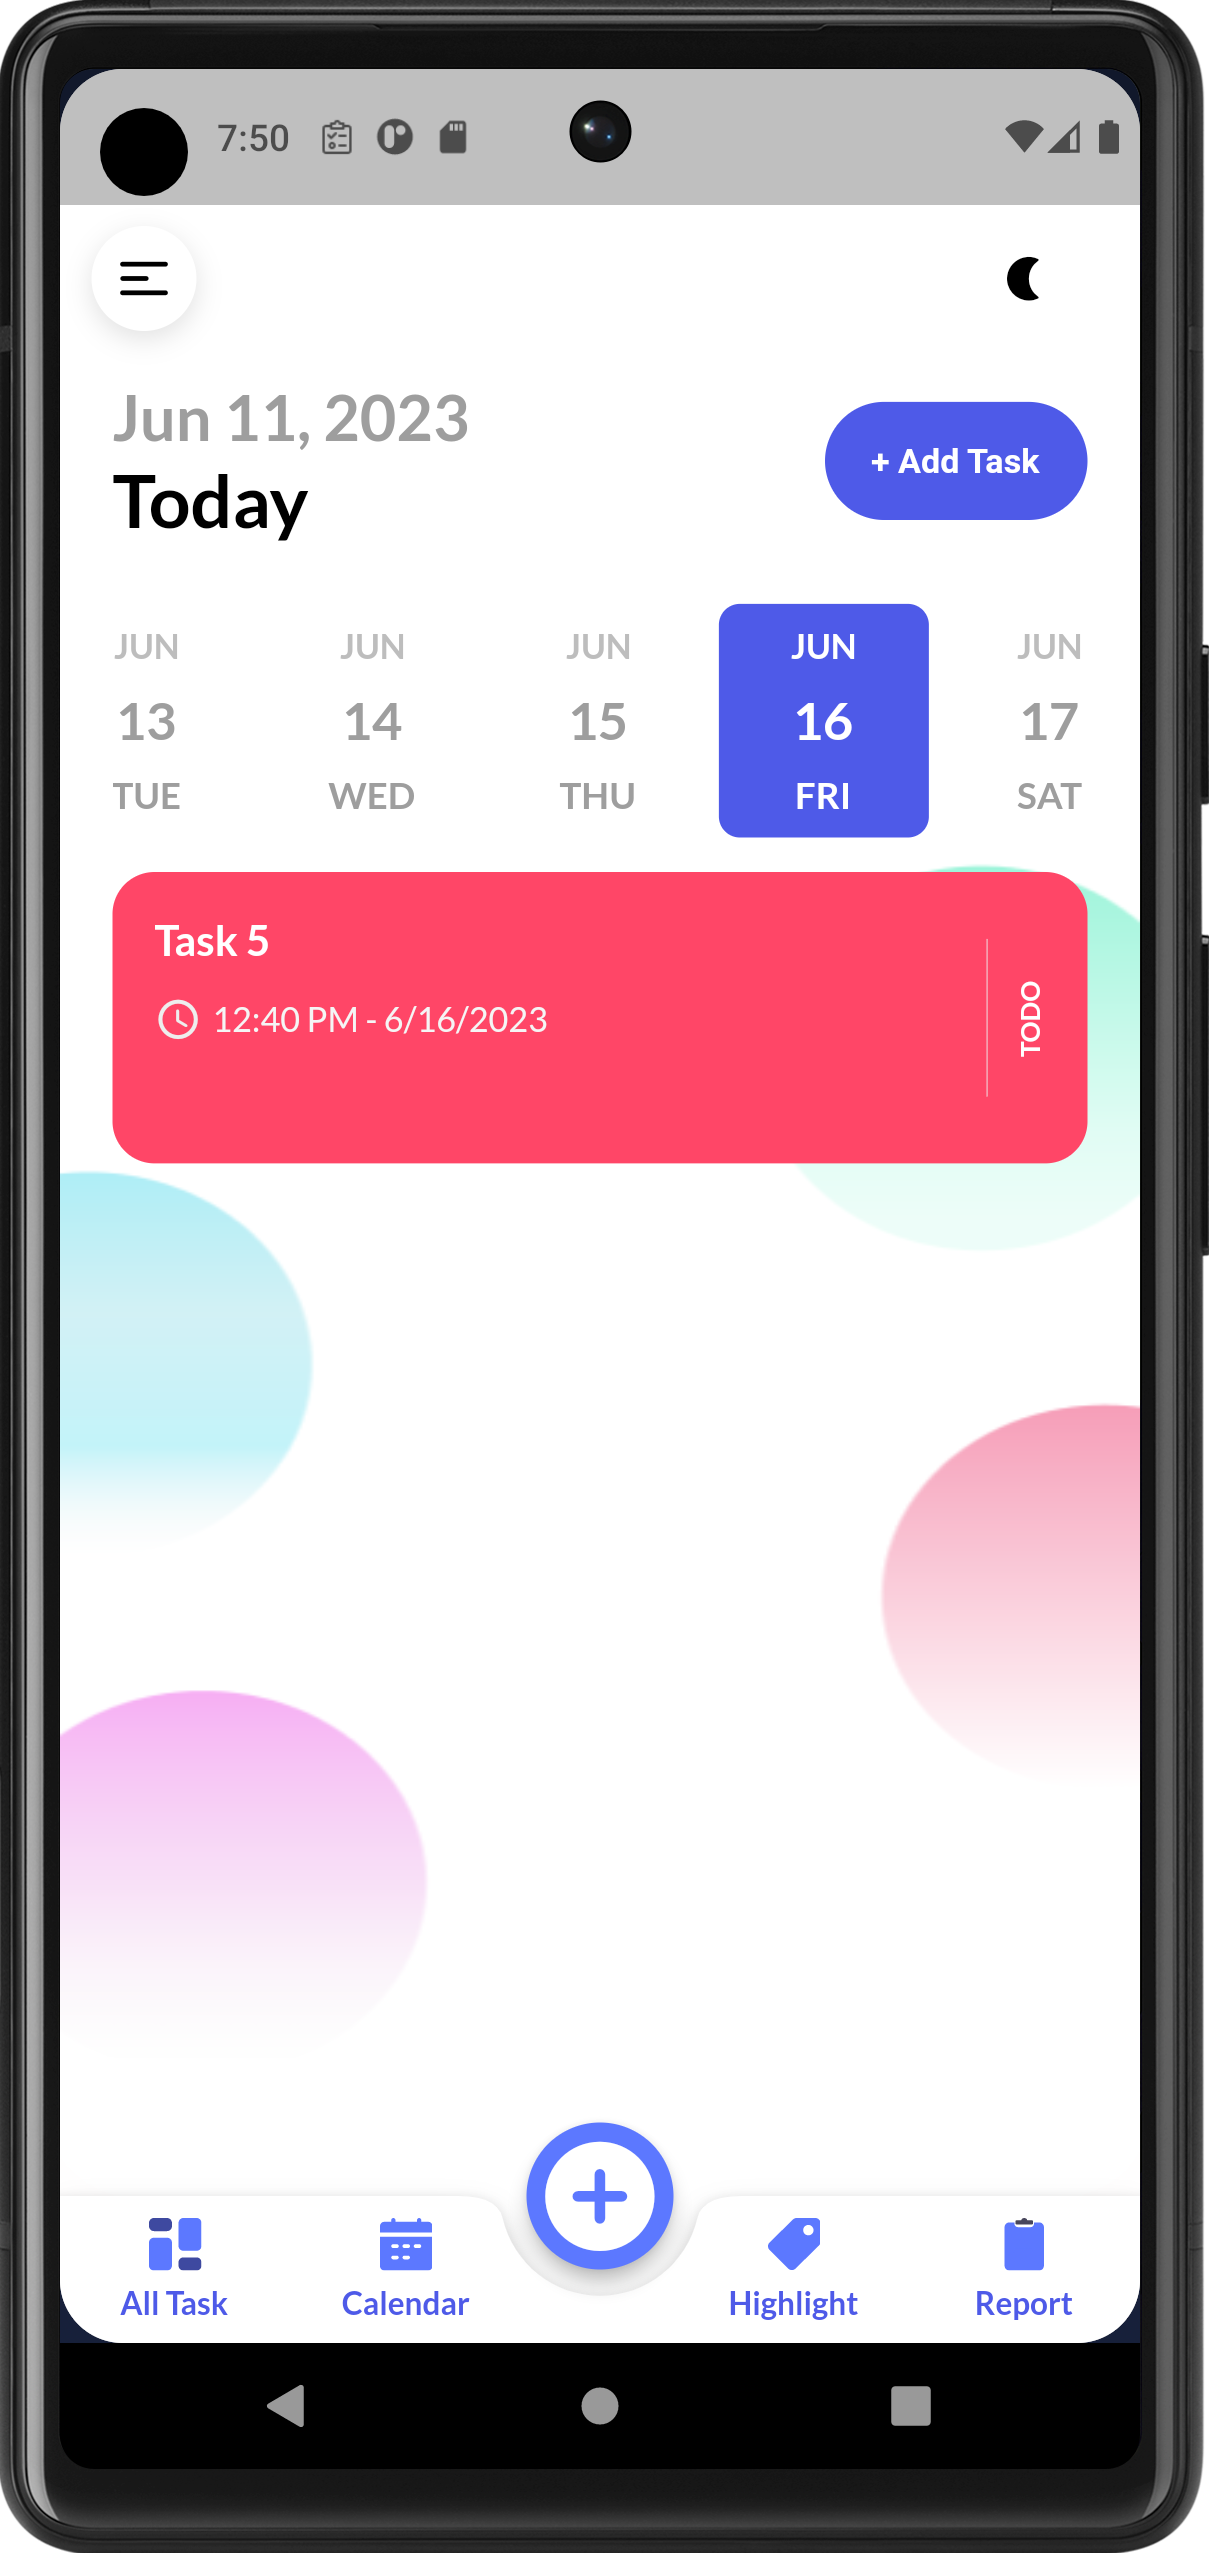 7:50
Jun 11, 2023
Today
+ Add Task
JUN JUN JUN JUN JUN
13 14 15 16 17
TUE WED THU FRI SAT
Task 5
12:40 PM - 6/16/2023
TODO
All Task Calendar Highlight Report